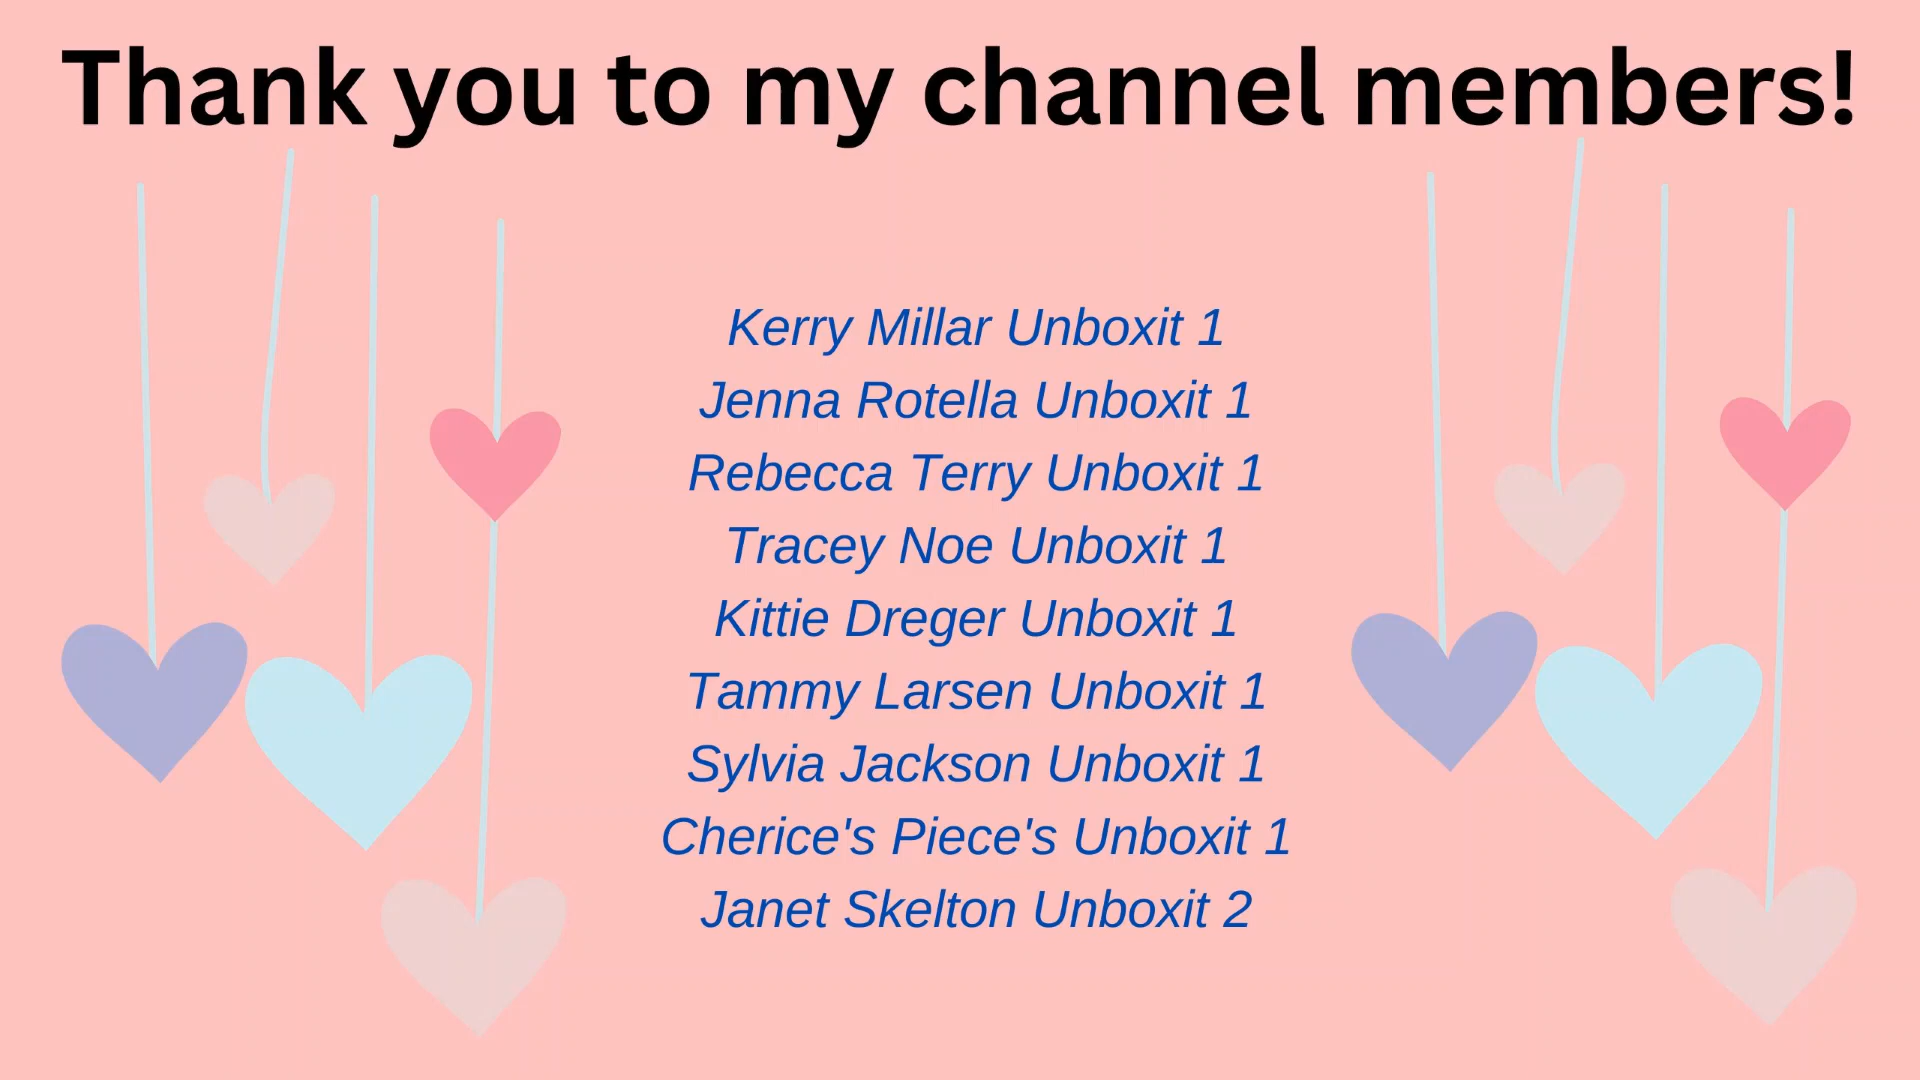 Thank you to my channel members!
Kerry Millar Unboxit 1
Jenna Rotella Unboxit 1
Rebecca Terry Unboxit 1
Tracey Noe Unboxit 1
Kittie Dreger Unboxit 1
Tammy Larsen Unboxit 1
Sylvia Jackson Unboxit 1
Cherice's Piece's Unboxit 1
Janet Skelton Unboxit 2